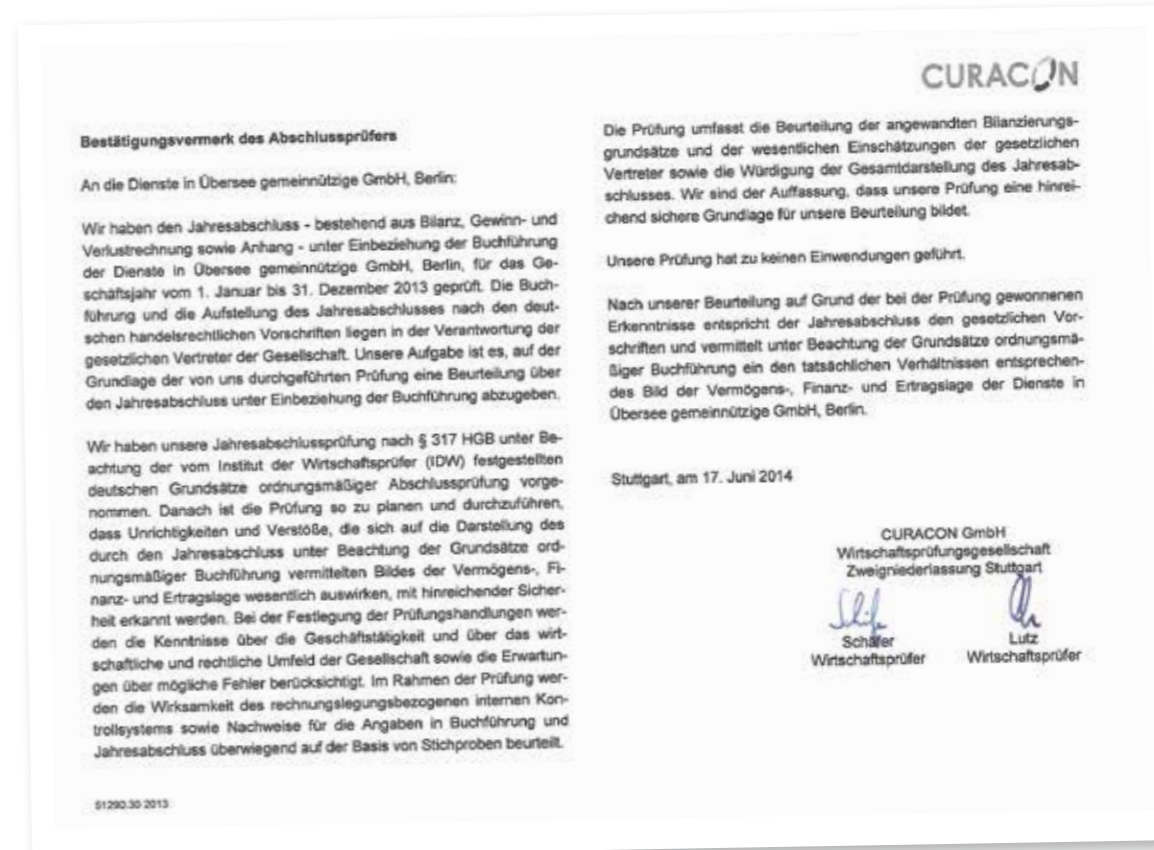 Bestätigungsvermerk des Abschlussprüfers
An die Dienste in Übersee gemeinnützige GmbH, Berlin:
Wir haben den Jahresabschluss - bestehend aus Bilanz, Gewinn- und
Verlustrechnung sowie Anhang - unter Einbeziehung der Buchführung
der Dienste in Übersee gemeinnützige GmbH, Berlin, für das Ge-
schäftsjahr vom 1. Januar bis 31. Dezember 2013 geprüft. Die Buch-
führung und die Aufstellung des Jahresabschlusses nach den deut-
schen handelsrechtlichen Vorschriften liegen in der Verantwortung der
gesetzlichen Vertreter der Gesellschaft. Unsere Aufgabe ist es, auf der
Grundlage der von uns durchgeführten Prüfung eine Beurteilung über
den Jahresabschluss unter Einbeziehung der Buchführung abzugeben.
Wir haben unsere Jahresabschlussprüfung nach § 317 HGB unter Be-
achtung der vom Institut der Wirtschaftsprüfer (IDW) festgestellten
deutschen Grundsätze ordnungsmäßiger Abschlussprüfung vorge-
nommen. Danach ist die Prüfung so zu planen und durchzuführen,
dass Unrichtigkeiten und Verstöße, die sich auf die Darstellung des
durch den Jahresabschluss unter Beachtung der Grundsätze ord-
nungsmäßiger Buchführung vermittelten Bildes der Vermögens-, Fi-
nanz- und Ertragslage wesentlich auswirken, mit hinreichender Sicher-
heit erkannt werden. Bei der Festlegung der Prüfungshandlungen wer-
den die Kenntnisse über die Geschäftstätigkeit und über das wirt-
schaftliche und rechtliche Umfeld der Gesellschaft sowie die Erwartun-
gen über mögliche Fehler berücksichtigt. Im Rahmen der Prüfung wer-
den die Wirksamkeit des rechnungslegungsbezogenen internen Kon-
trollsystems sowie Nachweise für die Angaben in Buchführung und
Jahresabschluss überwiegend auf der Basis von Stichproben beurteilt.
51290.30 2013
CURACON
Die Prüfung umfasst die Beurteilung der angewandten Bilanzierungs-
grundsätze und der wesentlichen Einschätzungen der gesetzlichen
Vertreter sowie die Würdigung der Gesamtdarstellung des Jahresab-
schlusses. Wir sind der Auffassung, dass unsere Prüfung eine hinrei-
chend sichere Grundlage für unsere Beurteilung bildet.
Unsere Prüfung hat zu keinen Einwendungen geführt.
Nach unserer Beurteilung auf Grund der bei der Prüfung gewonnenen
Erkenntnisse entspricht der Jahresabschluss den gesetzlichen Vor-
schriften und vermittelt unter Beachtung der Grundsätze ordnungsmä-
ßiger Buchführung ein den tatsächlichen Verhältnissen entsprechen-
des Bild der Vermögens-, Finanz- und Ertragslage der Dienste in
Übersee gemeinnützige GmbH, Berlin.
Stuttgart, am 17. Juni 2014
CURACON GmbH
Wirtschaftsprüfungsgesellschaft
Zweigniederlassung Stuttgart
Schäfer Lutz
Wirtschaftsprüfer Wirtschaftsprüfer